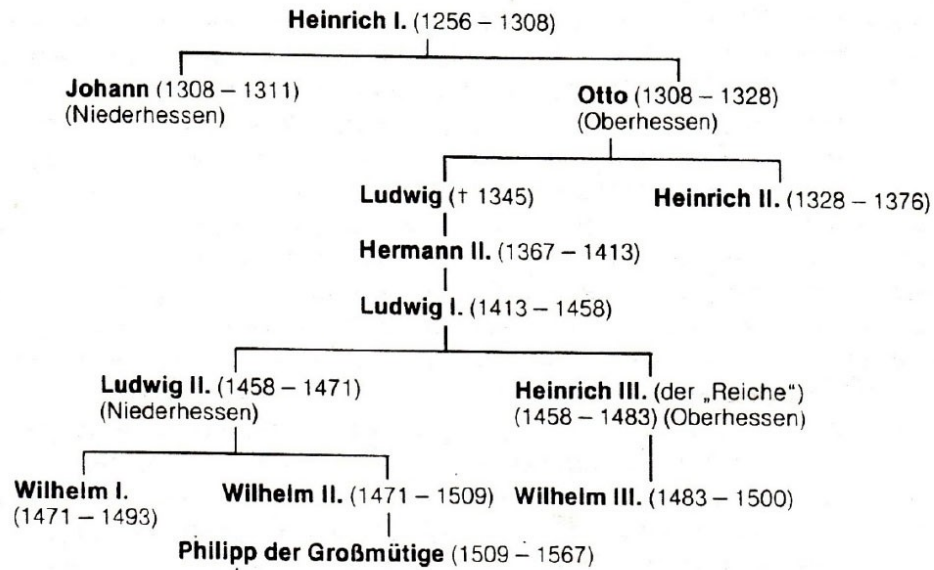 Heinrich I. (1256 – 1308)
Johann (1308 – 1311)
(Niederhessen)
Otto (1308 – 1328)
(Oberhessen)
Ludwig († 1345)
Heinrich II. (1328 – 1376)
Hermann II. (1367 – 1413)
Ludwig I. (1413 – 1458)
Ludwig II. (1458 – 1471)
(Niederhessen)
Heinrich III. (der „Reiche“)
(1458 – 1483) (Oberhessen)
Wilhelm I.
(1471 – 1493)
Wilhelm II. (1471 – 1509)
Wilhelm III. (1483 – 1500)
Philipp der Großmütige (1509 – 1567)